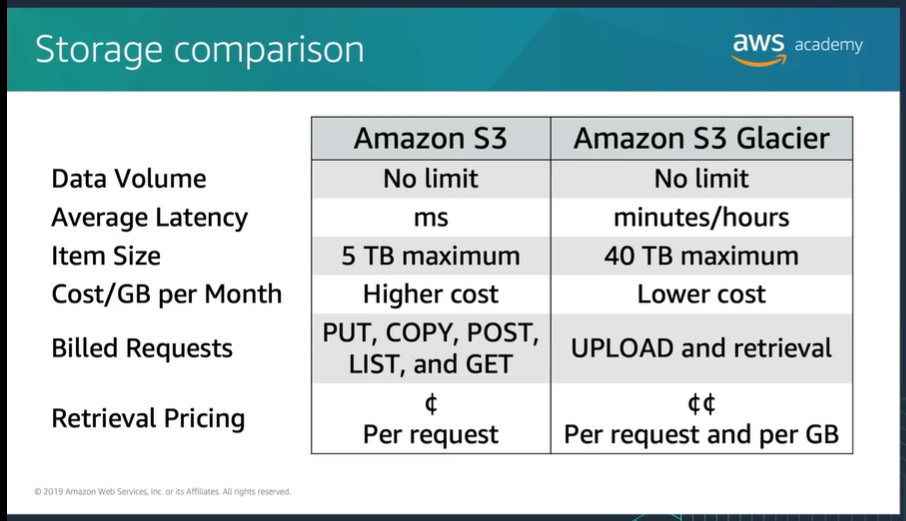 Storage comparison
aws academy
Amazon S3 Amazon S3 Glacier
Data Volume No limit No limit
Average Latency ms minutes/hours
Item Size 5 TB maximum 40 TB maximum
Cost/GB per Month Higher cost Lower cost
Billed Requests PUT, COPY, POST, LIST, and GET UPLOAD and retrieval
Retrieval Pricing ¢ Per request ¢¢ Per request and per GB
© 2019 Amazon Web Services, Inc. or its Affiliates. All rights reserved.